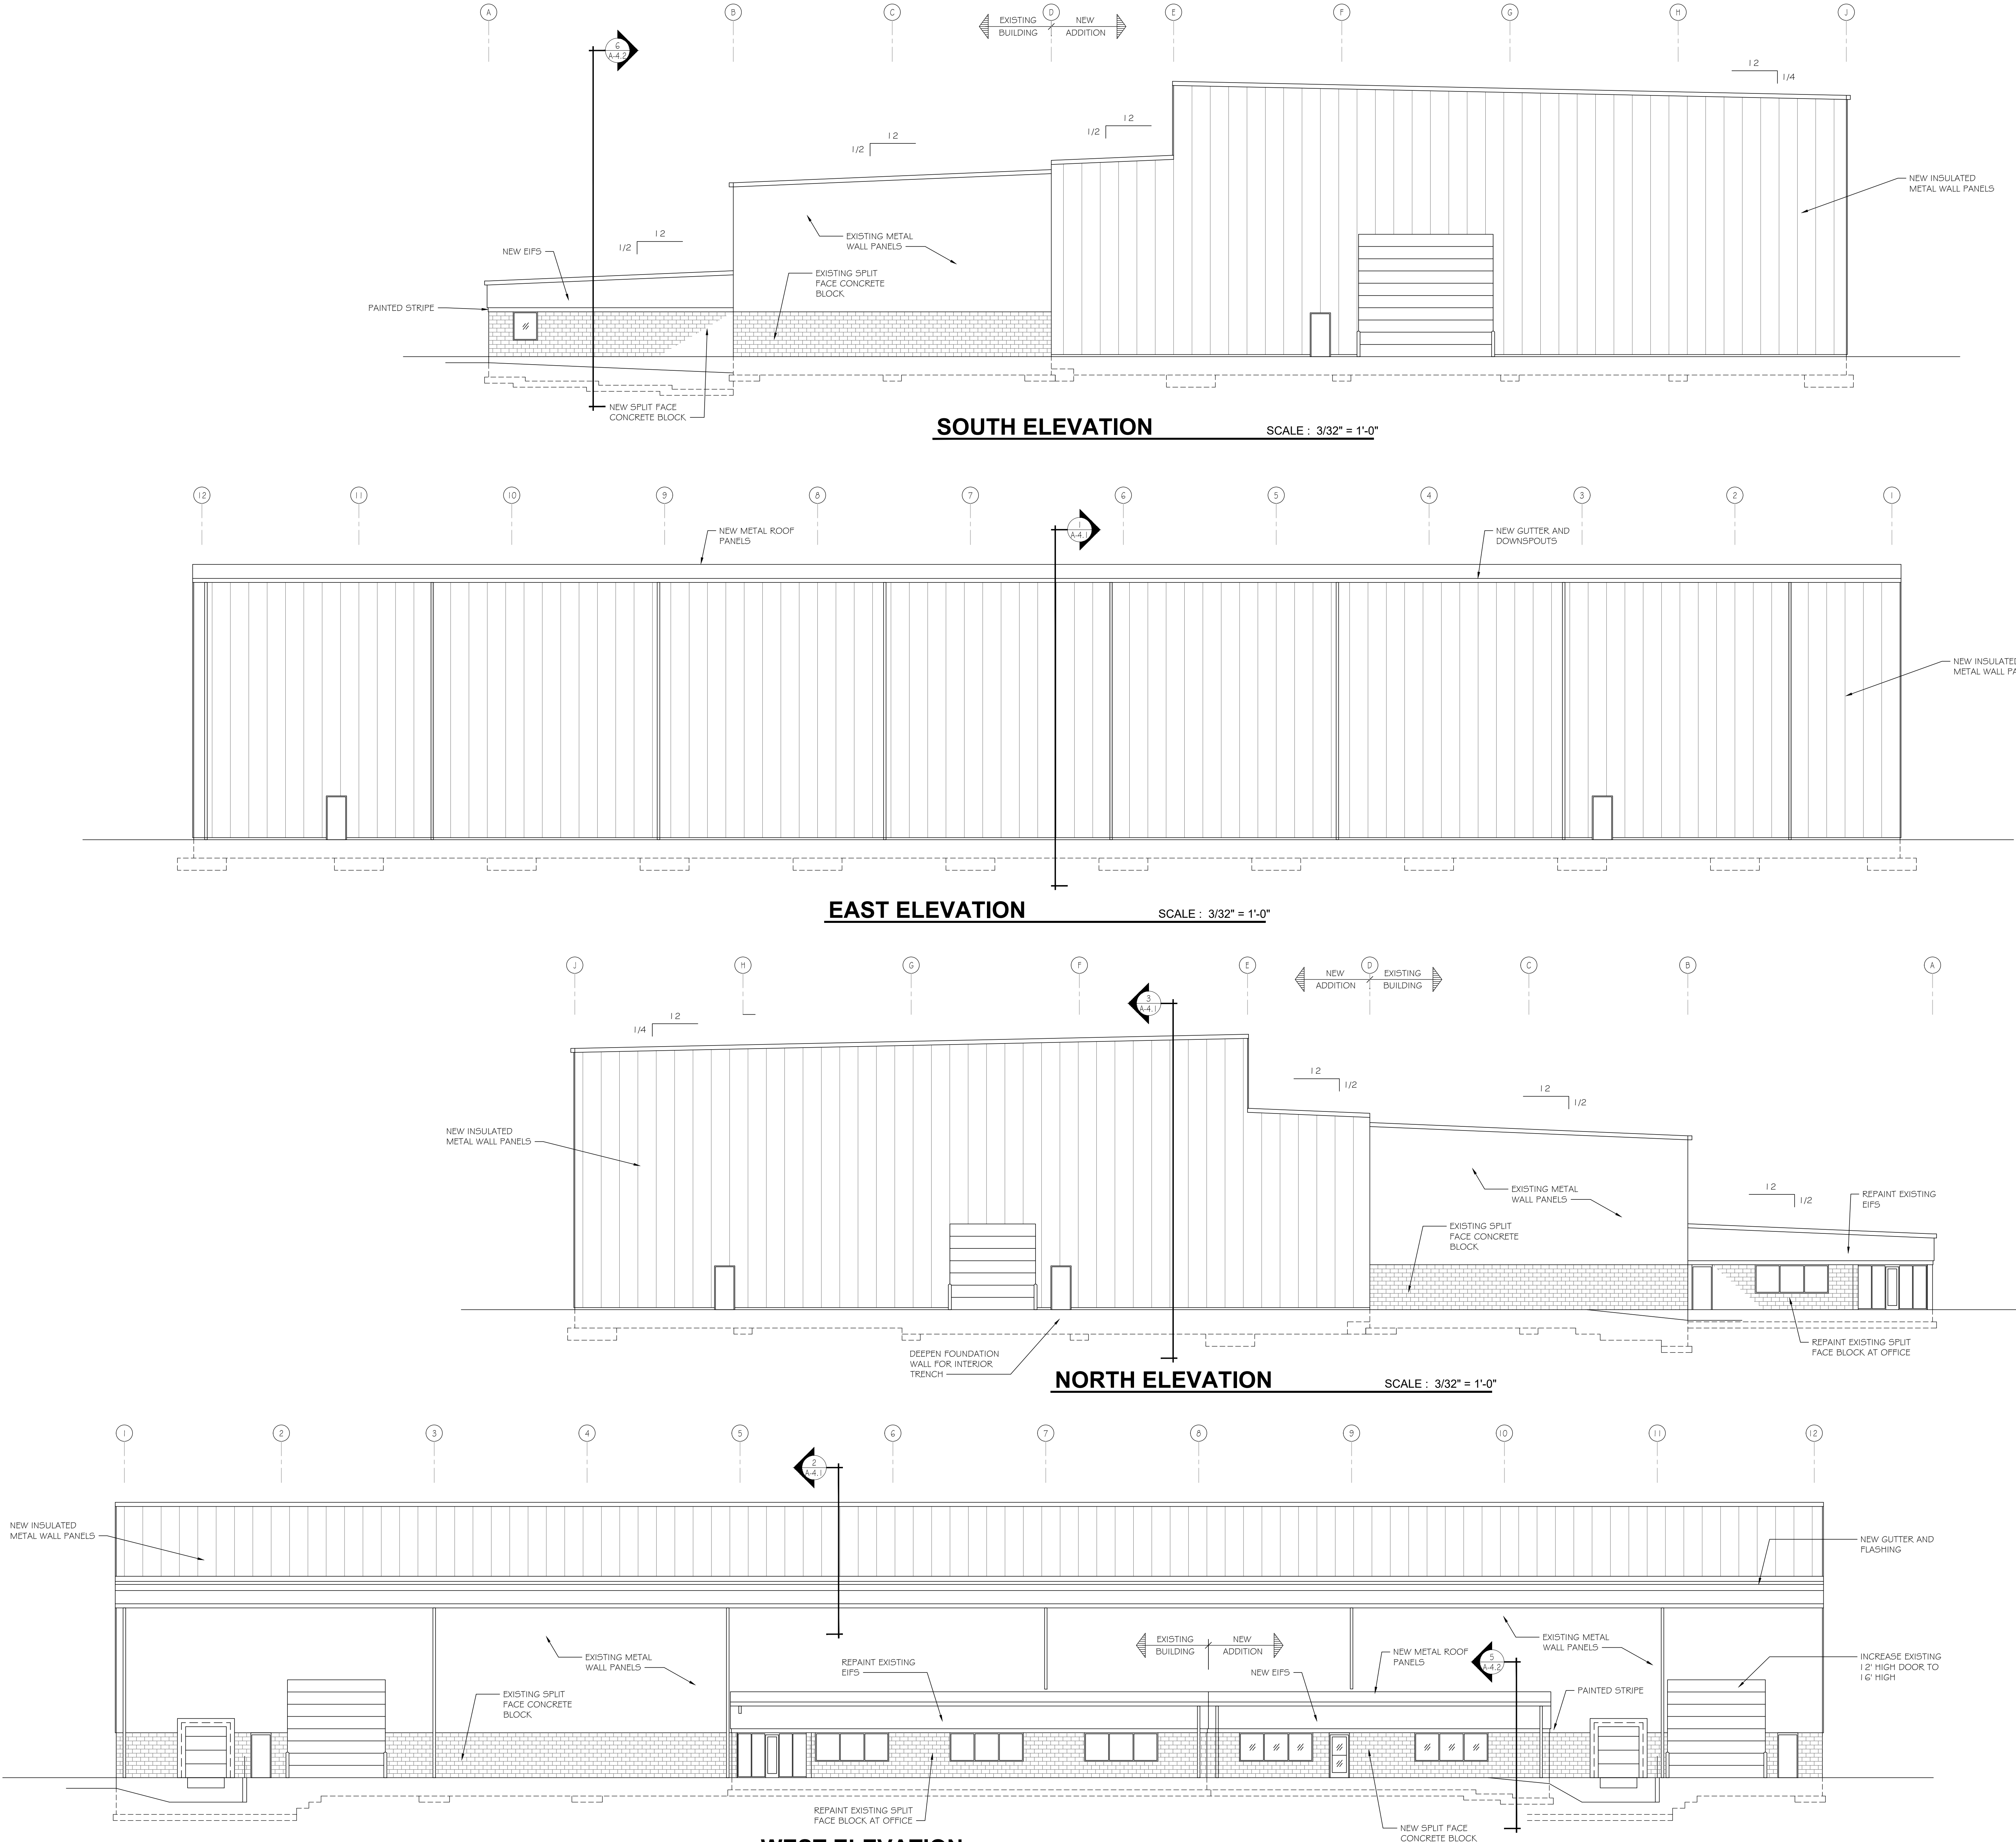 A
B
C
D
E
F
G
H
J
EXISTING
BUILDING
NEW
ADDITION
6
A-4.2
12
1/4
12
1/2
12
1/2
12
1/2
NEW INSULATED
METAL WALL PANELS
NEW EIFS
EXISTING METAL
WALL PANELS
EXISTING SPLIT
FACE CONCRETE
BLOCK
PAINTED STRIPE
NEW SPLIT FACE
CONCRETE BLOCK
SOUTH ELEVATION
SCALE : 3/32" = 1'-0"
12
11
10
9
8
7
6
5
4
3
2
1
1
A-4.1
NEW METAL ROOF
PANELS
NEW GUTTER AND
DOWNSPOUTS
NEW INSULATED
METAL WALL PA
EAST ELEVATION
SCALE : 3/32" = 1'-0"
J
H
G
F
E
D
C
B
A
NEW
ADDITION
EXISTING
BUILDING
3
A-4.1
12
1/4
12
1/2
12
1/2
12
1/2
NEW INSULATED
METAL WALL PANELS
EXISTING METAL
WALL PANELS
REPAINT EXISTING
EIFS
EXISTING SPLIT
FACE CONCRETE
BLOCK
DEEPEN FOUNDATION
WALL FOR INTERIOR
TRENCH
REPAINT EXISTING SPLIT
FACE BLOCK AT OFFICE
NORTH ELEVATION
SCALE : 3/32" = 1'-0"
1
2
3
4
5
6
7
8
9
10
11
12
2
A-4.1
NEW INSULATED
METAL WALL PANELS
NEW GUTTER AND
FLASHING
EXISTING METAL
WALL PANELS
REPAINT EXISTING
EIFS
EXISTING
BUILDING
NEW
ADDITION
NEW EIFS
NEW METAL ROOF
PANELS
5
A-4.2
EXISTING METAL
WALL PANELS
INCREASE EXISTING
12' HIGH DOOR TO
16' HIGH
EXISTING SPLIT
FACE CONCRETE
BLOCK
PAINTED STRIPE
REPAINT EXISTING SPLIT
FACE BLOCK AT OFFICE
NEW SPLIT FACE
CONCRETE BLOCK
WEST ELEVATION